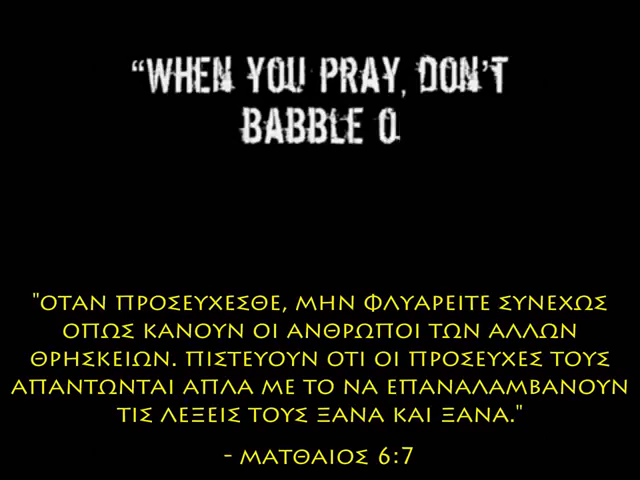 “WHEN YOU PRAY, DON’T
BABBLE O
"ΟΤΑΝ ΠΡΟΣΕΥΧΕΣΘΕ, ΜΗΝ ΦΛΥΑΡΕΙΤΕ ΣΥΝΕΧΩΣ
ΟΠΩΣ ΚΑΝΟΥΝ ΟΙ ΑΝΘΡΩΠΟΙ ΤΩΝ ΑΛΛΩΝ
ΘΡΗΣΚΕΙΩΝ. ΠΙΣΤΕΥΟΥΝ ΟΤΙ ΟΙ ΠΡΟΣΕΥΧΕΣ ΤΟΥΣ
ΑΠΑΝΤΩΝΤΑΙ ΑΠΛΑ ΜΕ ΤΟ ΝΑ ΕΠΑΝΑΛΑΜΒΑΝΟΥΝ
ΤΙΣ ΛΕΞΕΙΣ ΤΟΥΣ ΞΑΝΑ ΚΑΙ ΞΑΝΑ."
- ΜΑΤΘΑΙΟΣ 6:7